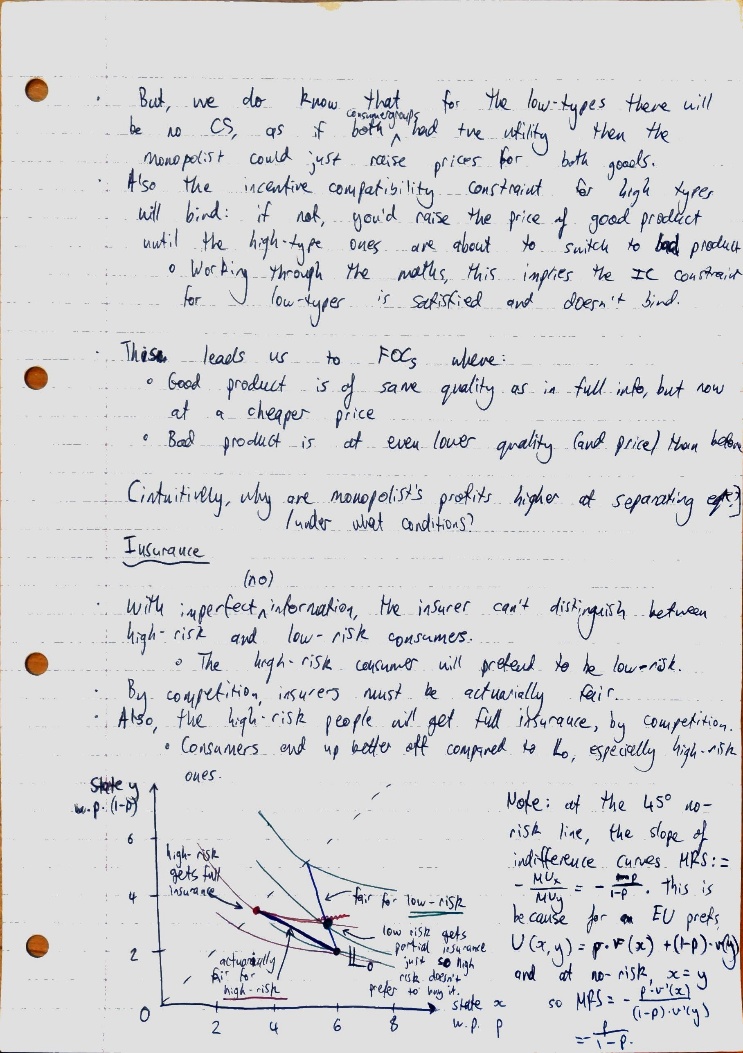 But, we do know that for the low-types there will
be no CS, as if both consumer groups had +ve utility then the
monopolist could just raise prices for both goods.
Also the incentive compatibility constraint for high types
will bind: if not, you'd raise the price of good product
until the high-type ones are about to switch to bad product
Working through the maths, this implies the IC constraint
for low-types is satisfied and doesn't bind.
This leads us to FOCs where:
Good product is of same quality as in full info, but now
at a cheaper price
Bad product is at even lower quality (and price) than before
[intuitively, why are monopolist's profits higher at separating eq?]
/under what conditions?
Insurance
(no)
With imperfect information, the insurer can't distinguish between
high-risk and low-risk consumers.
The high-risk consumer will pretend to be low-risk.
By competition, insurers must be actuarially fair.
Also, the high-risk people will get full insurance, by competition.
Consumers end up better off compared to L₀, especially high-risk
ones.
State y
w.p. (1-p)
6
4
2
0
2
4
6
8
state x
w.p. p
high-risk
gets full
insurance
fair for low-risk
low risk gets
partial insurance
just so high
risk doesn't
prefer to buy it.
actuarially
fair for
high-risk
L₀
Note: at the 45° no-
risk line, the slope of
indifference curves MRS:=
- MUx/MUy = - p/1-p. This is
because for an EU prefs,
U(x,y) = p·v(x) + (1-p)·v(y)
and at no-risk, x=y
so MRS = - p·v'(x)/(1-p)·v'(y)
= - p/1-p.